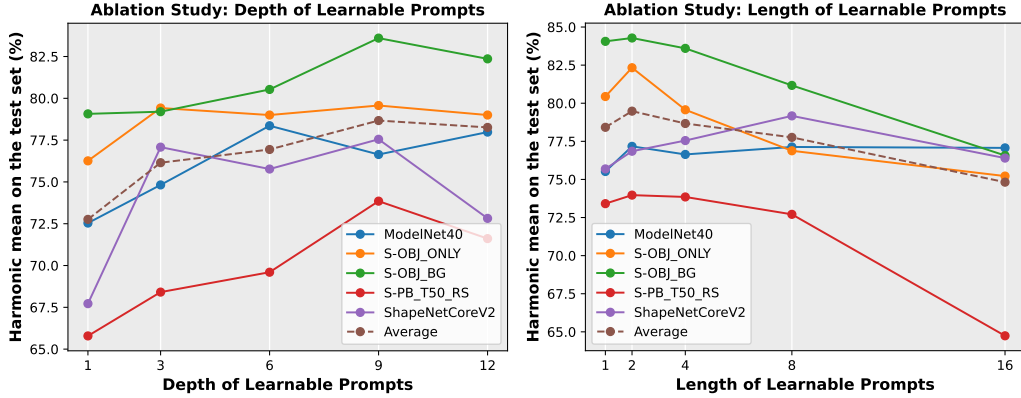 Ablation Study: Depth of Learnable Prompts
Harmonic mean on the test set (%)
82.5
80.0
77.5
75.0
72.5
70.0
67.5
65.0
1
3
6
9
12
Depth of Learnable Prompts
ModelNet40
S-OBJ_ONLY
S-OBJ_BG
S-PB_T50_RS
ShapeNetCoreV2
Average
Ablation Study: Length of Learnable Prompts
Harmonic mean on the test set (%)
85.0
82.5
80.0
77.5
75.0
72.5
70.0
67.5
65.0
1
2
4
8
16
Length of Learnable Prompts
ModelNet40
S-OBJ_ONLY
S-OBJ_BG
S-PB_T50_RS
ShapeNetCoreV2
Average